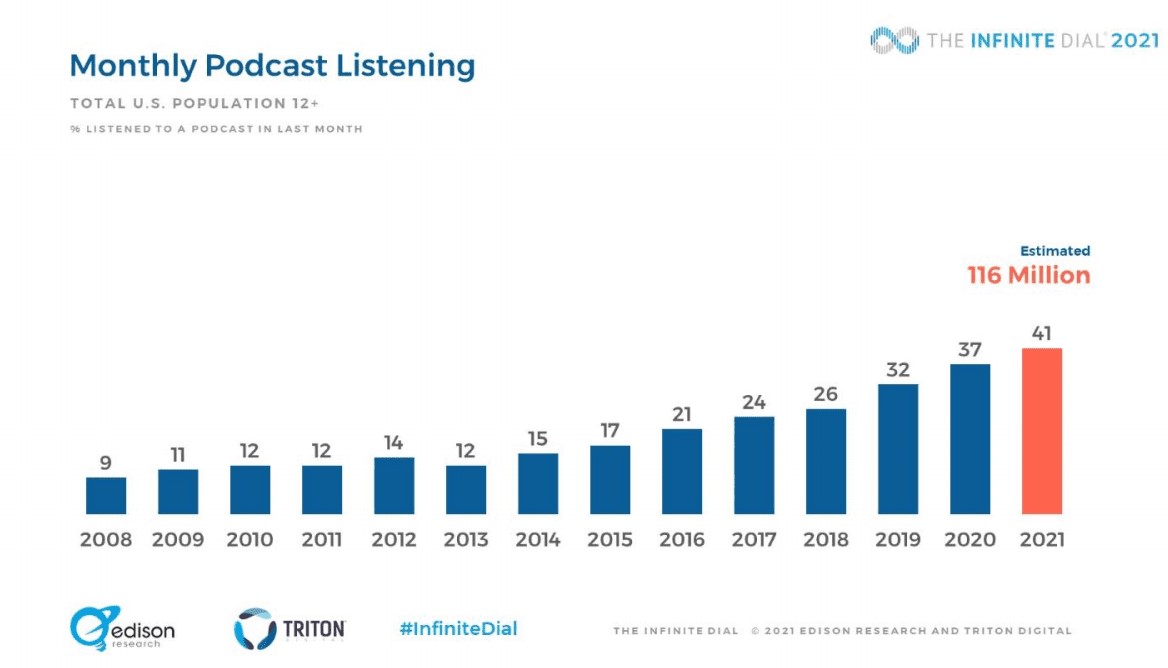 THE INFINITE DIAL® 2021
Monthly Podcast Listening
TOTAL U.S. POPULATION 12+
% LISTENED TO A PODCAST IN LAST MONTH
Estimated
116 Million
9 11 12 12 14 12 15 17 21 24 26 32 37 41
2008 2009 2010 2011 2012 2013 2014 2015 2016 2017 2018 2019 2020 2021
edison
research
TRITON
DIGITAL
#InfiniteDial
THE INFINITE DIAL © 2021 EDISON RESEARCH AND TRITON DIGITAL